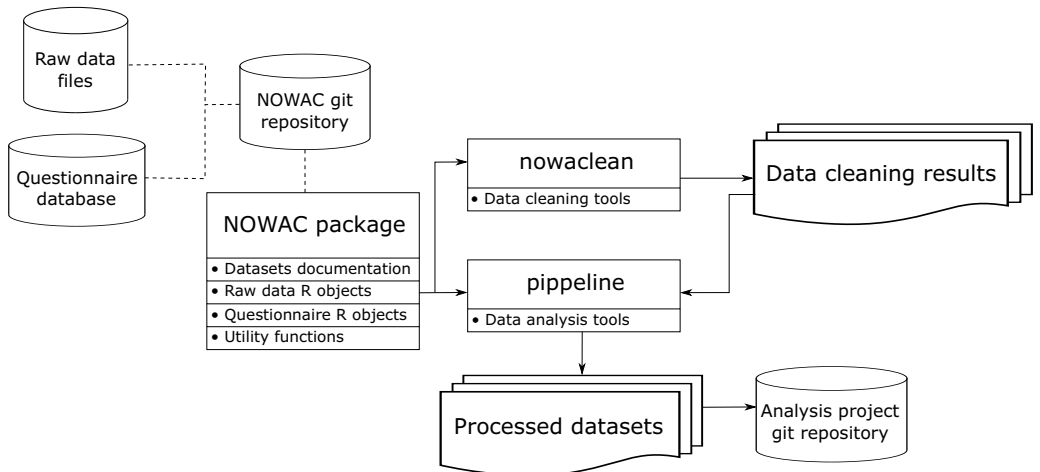 Raw data
files
NOWAC git
repository
Questionnaire
database
NOWAC package
• Datasets documentation
• Raw data R objects
• Questionnaire R objects
• Utility functions
nowaclean
• Data cleaning tools
Data cleaning results
pippeline
• Data analysis tools
Processed datasets
Analysis project
git repository